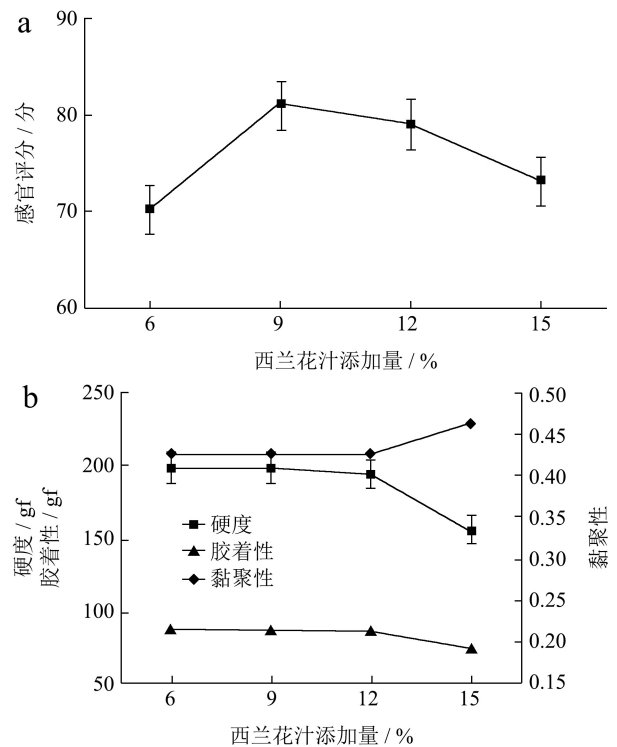 a
90
80
70
60
感官评分 / 分
6 9 12 15
西兰花汁添加量 / %
b
250
200
150
100
50
硬度 / gf
胶着性 / gf
硬度
胶着性
黏聚性
0.50
0.45
0.40
0.35
0.30
0.25
0.20
0.15
黏聚性
6 9 12 15
西兰花汁添加量 / %